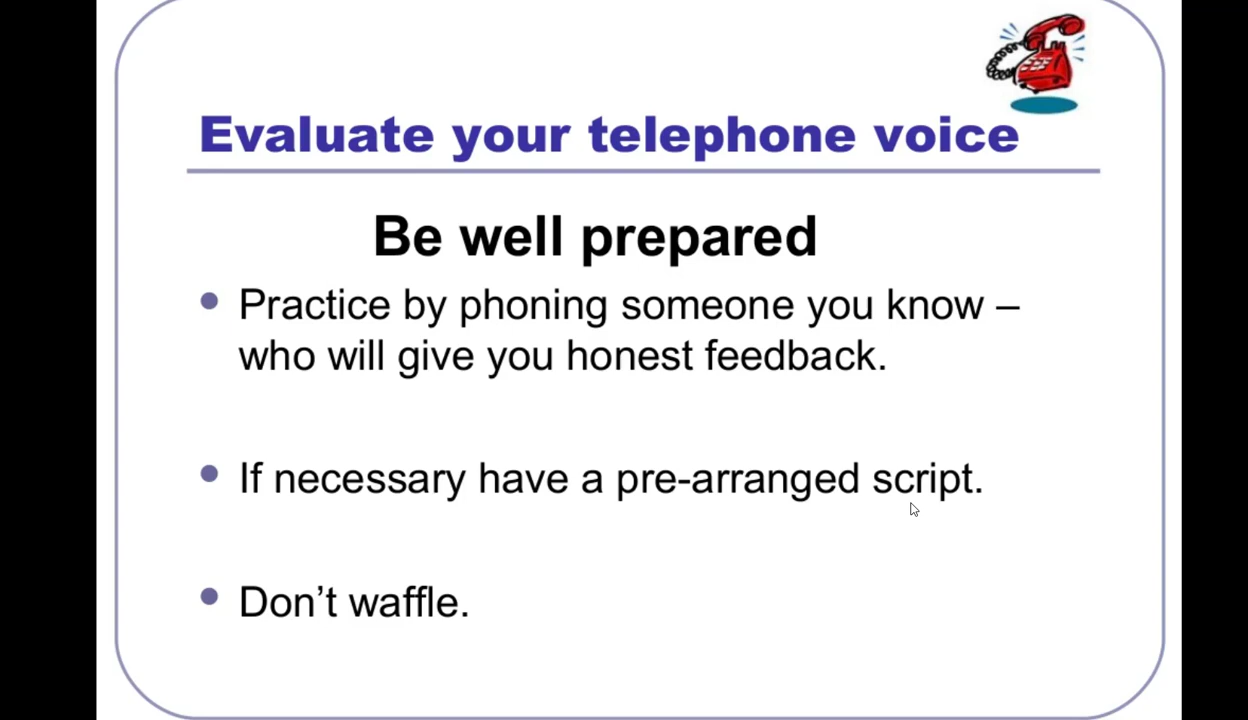 Evaluate your telephone voice
Be well prepared
Practice by phoning someone you know –
who will give you honest feedback.
If necessary have a pre-arranged script.
Don’t waffle.